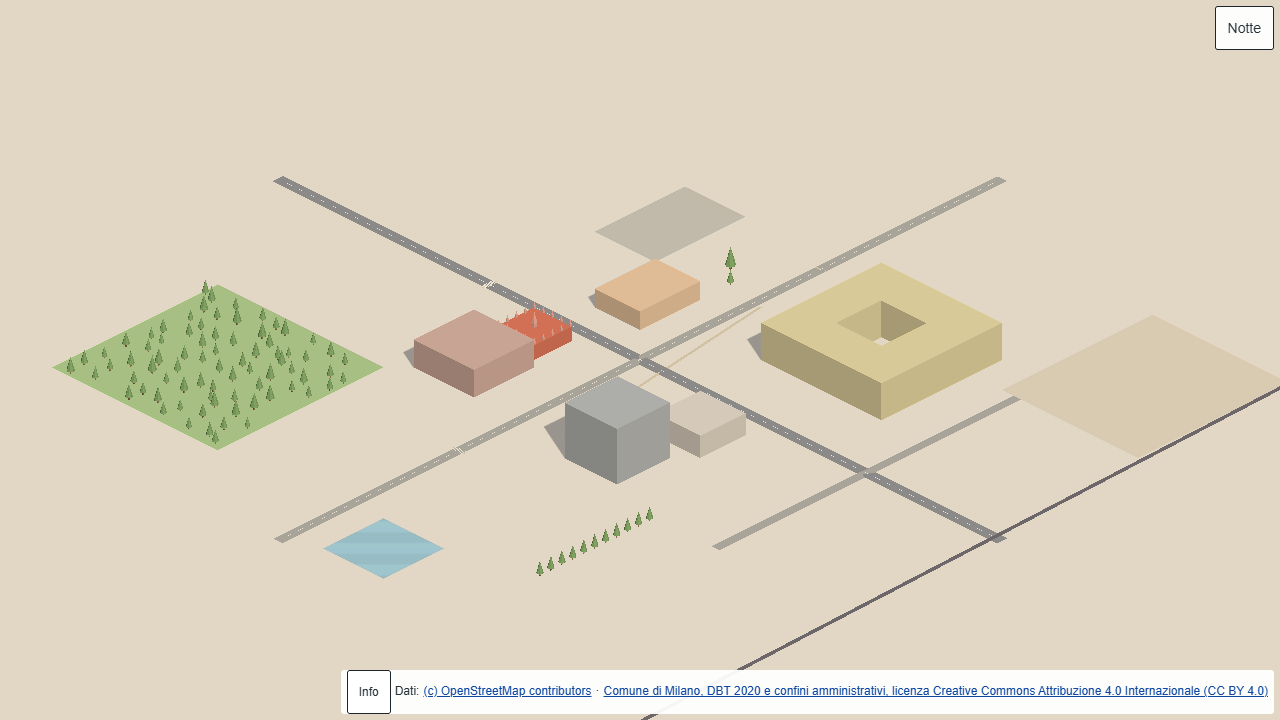 Notte
Info
Dati: (c) OpenStreetMap contributors · Comune di Milano, DBT 2020 e confini amministrativi, licenza Creative Commons Attribuzione 4.0 Internazionale (CC BY 4.0)